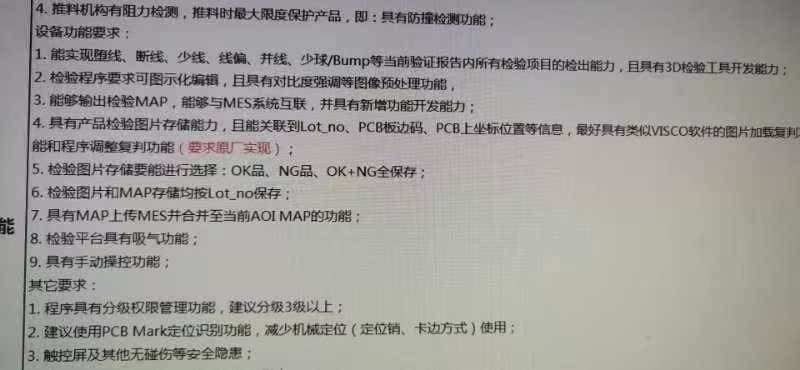 4. 推料机构有阻力检测，推料时最大限度保护产品，即：具有防撞检测功能；
设备功能要求：
1. 能实现堕线、断线、少线、线偏、并线、少球/Bump等当前验证报告内所有检验项目的检出能力，且具有3D检验工具开发能力；
2. 检验程序要求可图示化编辑，且具有对比度强调等图像预处理功能，
3. 能够输出检验MAP，能够与MES系统互联，并具有新增功能开发能力；
4. 具有产品检验图片存储能力，且能关联到Lot_no、PCB板边码、PCB上坐标位置等信息，最好具有类似VISCO软件的图片加载复判
能和程序调整复判功能（要求原厂实现）；
5. 检验图片存储要能进行选择：OK品、NG品、OK+NG全保存；
6. 检验图片和MAP存储均按Lot_no保存；
能
7. 具有MAP上传MES并合并至当前AOI MAP的功能；
8. 检验平台具有吸气功能；
9. 具有手动操控功能；
其它要求：
1. 程序具有分级权限管理功能，建议分级3级以上；
2. 建议使用PCB Mark定位识别功能，减少机械定位（定位销、卡边方式）使用；
3. 触控屏及其他无碰伤等安全隐患；